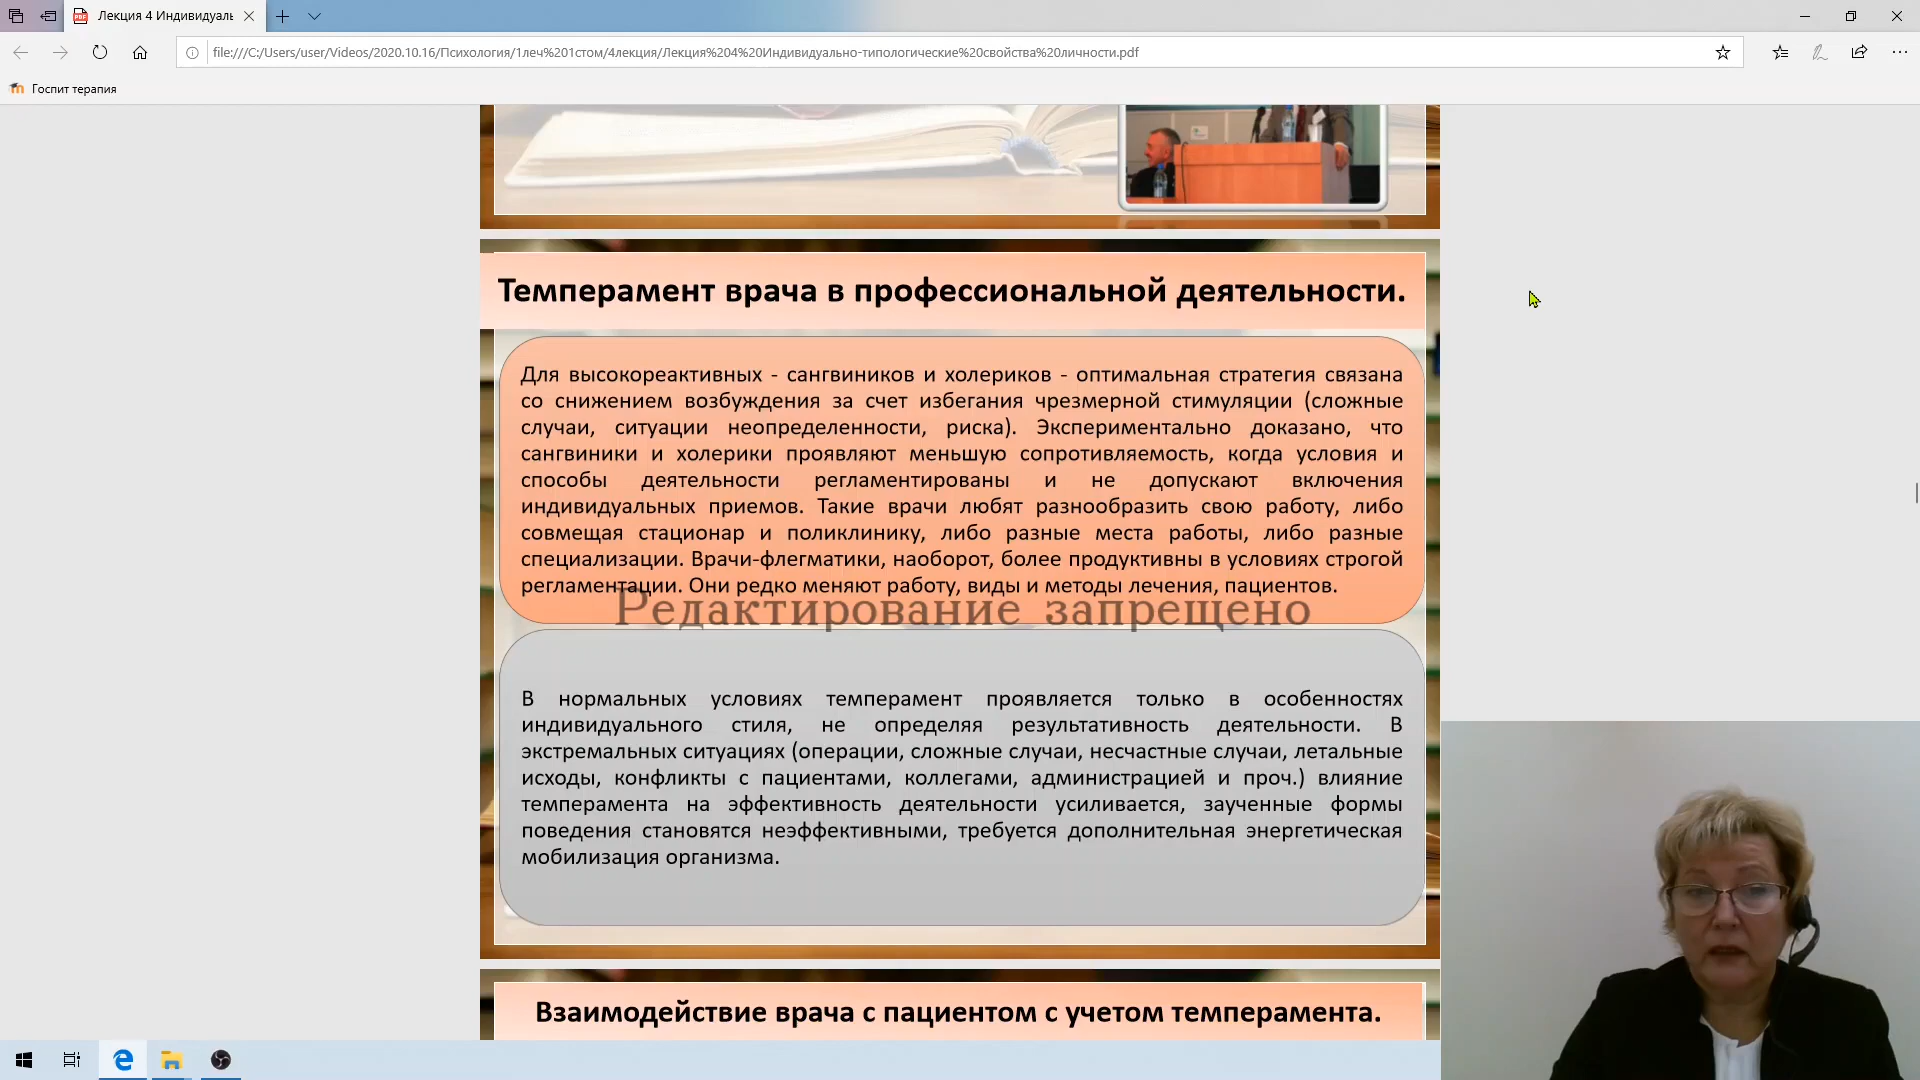 Лекция 4 Индивидуаль
file:///C:/Users/user/Videos/2020.10.16/Психология/1леч%201стом/4лекция/Лекция%204%20Индивидуально-типологические%20свойства%20личности.pdf
Госпит терапия
Темперамент врача в профессиональной деятельности.
Для высокореактивных - сангвиников и холериков - оптимальная стратегия связана
со снижением возбуждения за счет избегания чрезмерной стимуляции (сложные
случаи, ситуации неопределенности, риска). Экспериментально доказано, что
сангвиники и холерики проявляют меньшую сопротивляемость, когда условия и
способы деятельности регламентированы и не допускают включения
индивидуальных приемов. Такие врачи любят разнообразить свою работу, либо
совмещая стационар и поликлинику, либо разные места работы, либо разные
специализации. Врачи-флегматики, наоборот, более продуктивны в условиях строгой
регламентации. Они редко меняют работу, виды и методы лечения, пациентов.
Редактирование запрещено
В нормальных условиях темперамент проявляется только в особенностях
индивидуального стиля, не определяя результативность деятельности. В
экстремальных ситуациях (операции, сложные случаи, несчастные случаи, летальные
исходы, конфликты с пациентами, коллегами, администрацией и проч.) влияние
темперамента на эффективность деятельности усиливается, заученные формы
поведения становятся неэффективными, требуется дополнительная энергетическая
мобилизация организма.
Взаимодействие врача с пациентом с учетом темперамента.